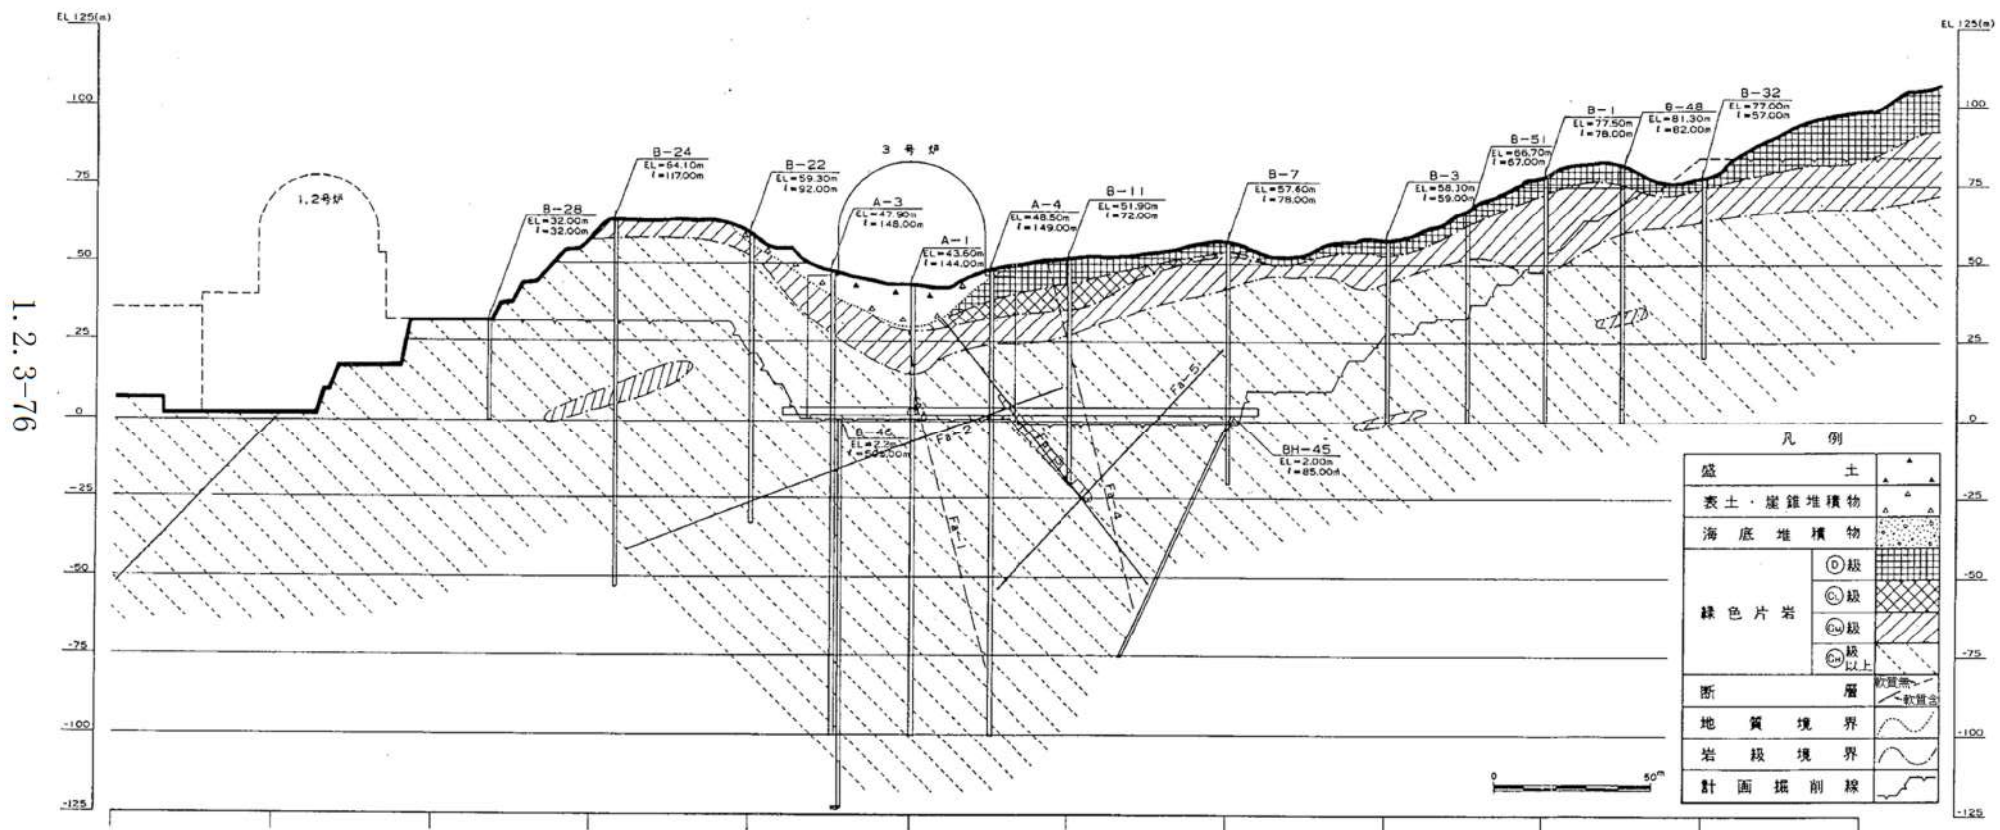 EL 125(m)
100
75
50
25
0
-25
-50
-75
-100
-125
1.2.3-76
1,2号炉
B-28
EL=32.00m
ℓ=32.00m
B-24
EL=64.10m
ℓ=117.00m
B-22
EL=59.30m
ℓ=92.00m
3号炉
A-3
EL=47.90m
ℓ=148.00m
A-1
EL=43.60m
ℓ=144.00m
A-4
EL=48.50m
ℓ=149.00m
B-11
EL=51.90m
ℓ=72.00m
B-7
EL=57.60m
ℓ=78.00m
B-3
EL=58.30m
ℓ=59.00m
B-51
EL=66.70m
ℓ=67.00m
B-1
EL=77.50m
ℓ=78.00m
B-48
EL=81.30m
ℓ=82.00m
B-32
EL=77.00m
ℓ=57.00m
EL 125(m)
100
75
50
25
0
-25
-50
-75
-100
-125
B-46
Fa-2
Fa-5
Fa-4
Fa-1
BH-45
EL=2.00m
ℓ=85.00m
凡例
盛土
表土・崖錐堆積物
海底堆積物
緑色片岩
Ⓓ級
CL級
CM級
CH級以上
断層
軟質無
軟質含
地質境界
岩級境界
計画掘削線
0 50m